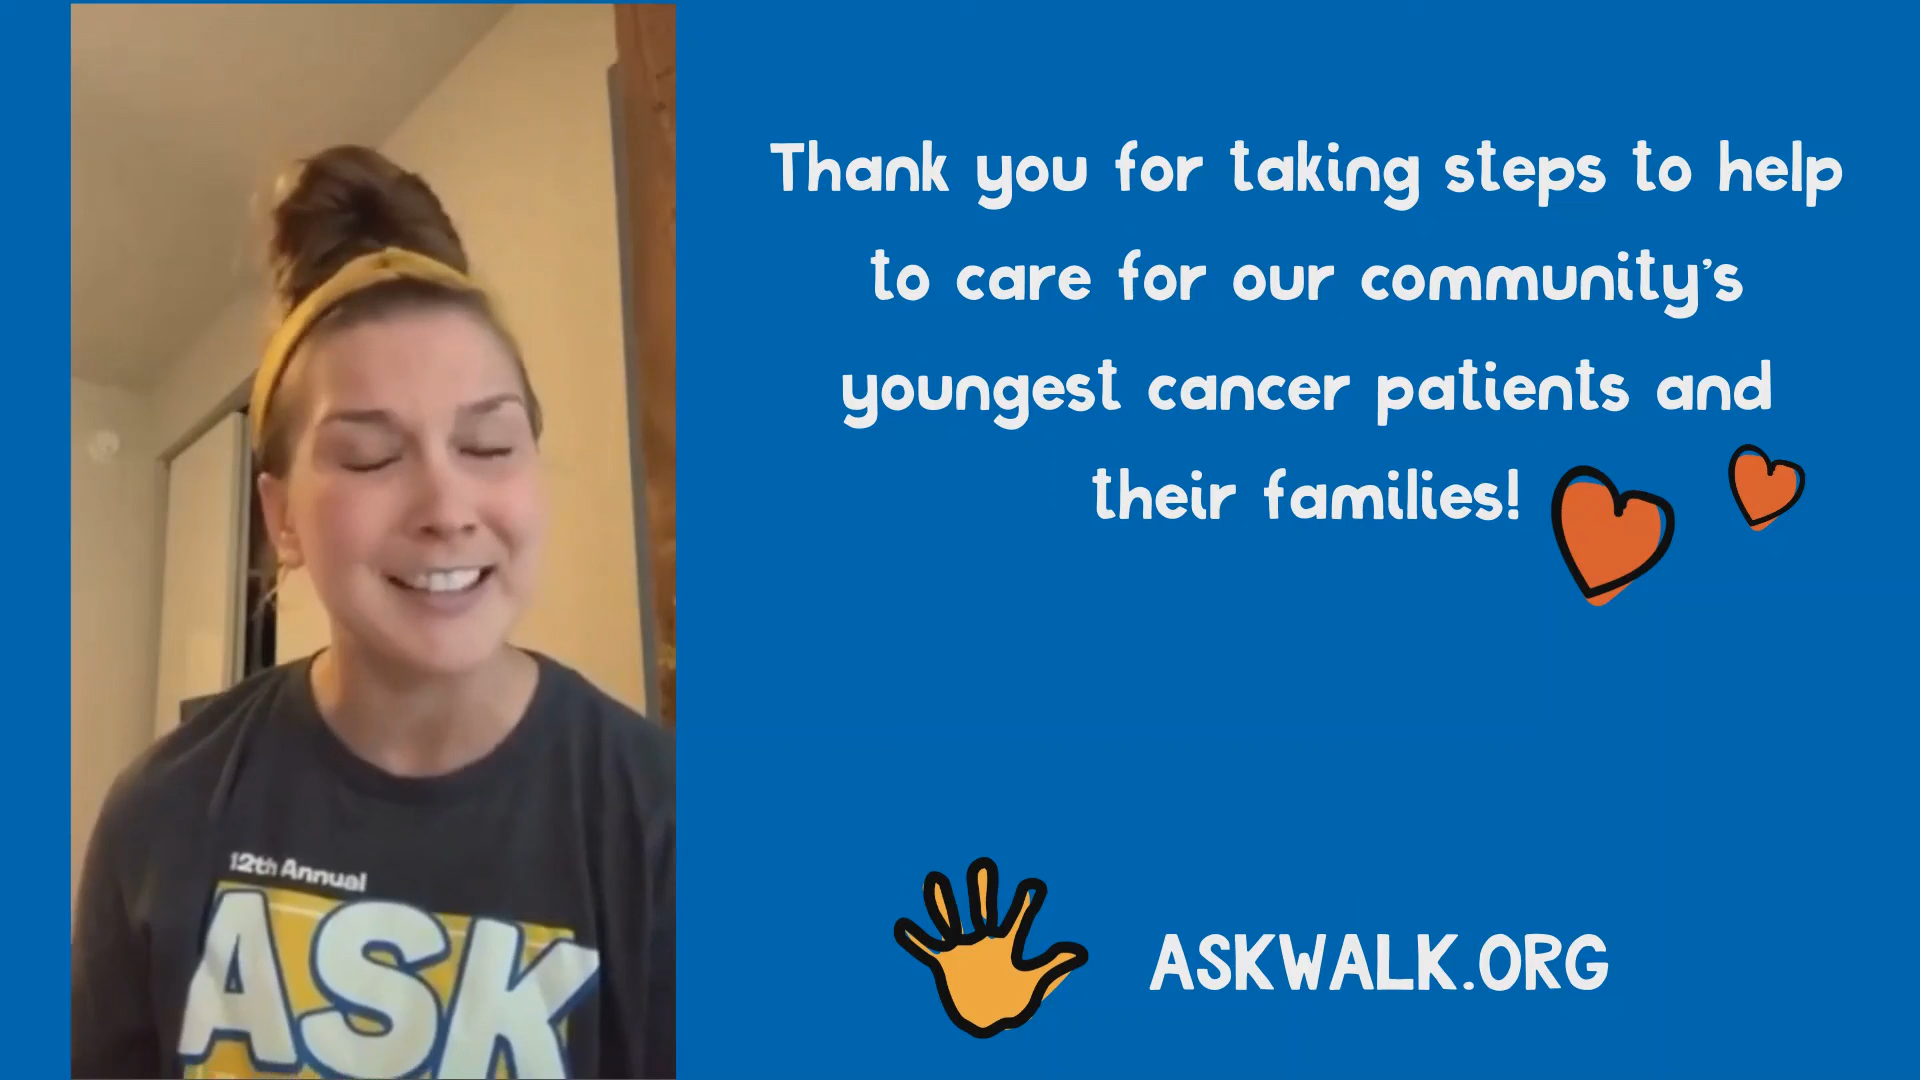 Thank you for taking steps to help
to care for our community's
youngest cancer patients and
their families!
ASKWALK.ORG
12th Annual
ASK